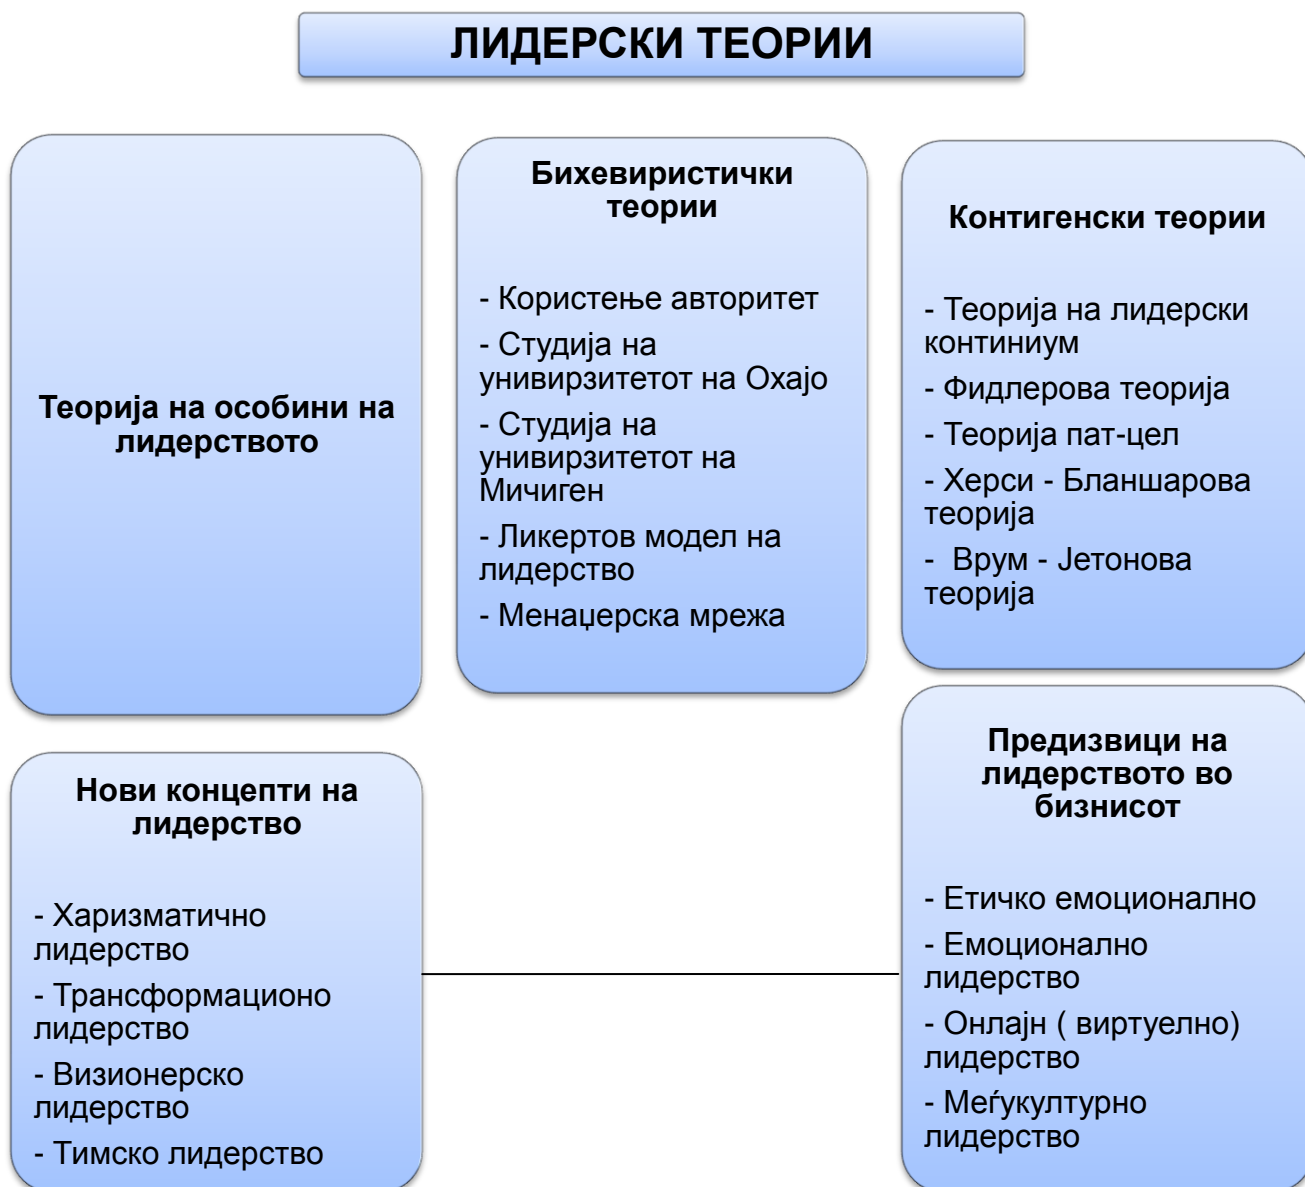 ЛИДЕРСКИ ТЕОРИИ
Теорија на особини на
лидерството
Бихевиристички
теории
- Користење авторитет
- Студија на
унивирзитетот на Охајо
- Студија на
унивирзитетот на
Мичиген
- Ликертов модел на
лидерство
- Менаџерска мрежа
Контигенски теории
- Теорија на лидерски
континиум
- Фидлерова теорија
- Теорија пат-цел
- Херси - Бланшарова
теорија
- Врум - Јетонова
теорија
Нови концепти на
лидерство
- Харизматично
лидерство
- Трансформационо
лидерство
- Визионерско
лидерство
- Тимско лидерство
Предизвици на
лидерството во
бизнисот
- Етичко емоционално
- Емоционално
лидерство
- Онлајн ( виртуелно)
лидерство
- Меѓукултурно
лидерство